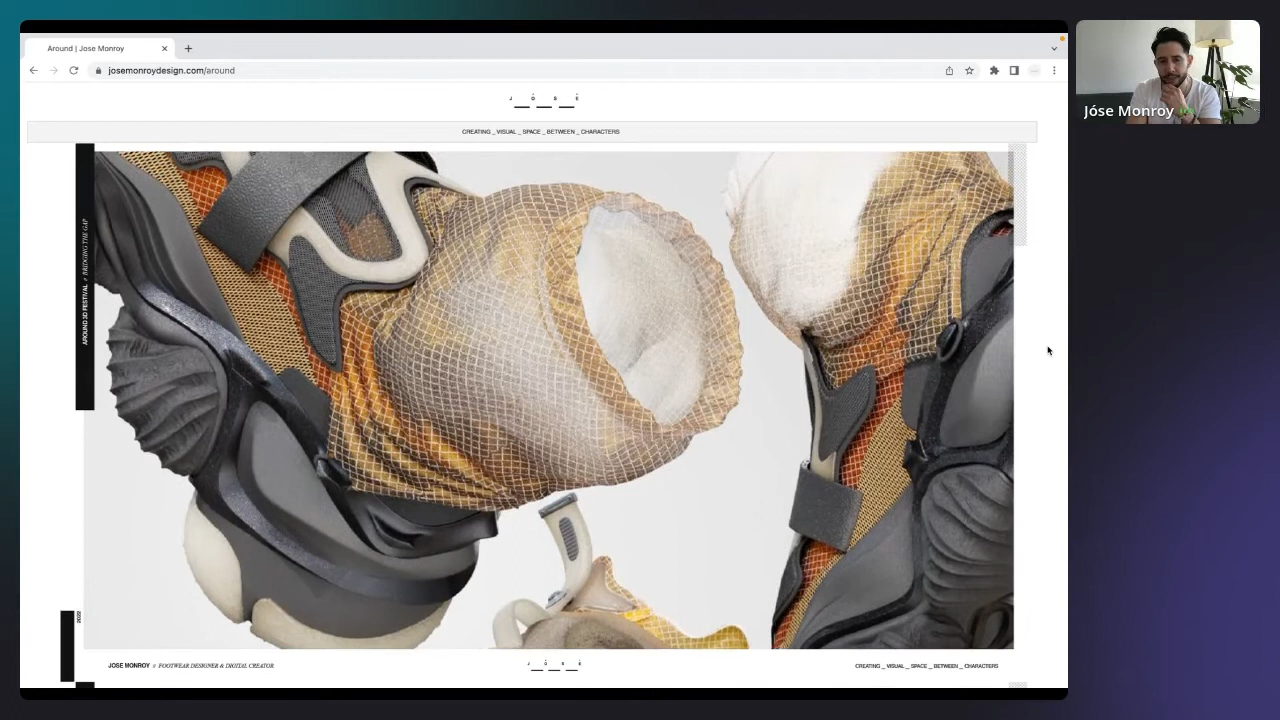 Around | Jose Monroy
josemonroydesign.com/around
J O S E
CREATING _ VISUAL _ SPACE _ BETWEEN _ CHARACTERS
AROUND 3D FESTIVAL // BRIDGING THE GAP
2022
JOSE MONROY // FOOTWEAR DESIGNER & DIGITAL CREATOR
J O S E
CREATING _ VISUAL _ SPACE _ BETWEEN _ CHARACTERS
Jóse Monroy